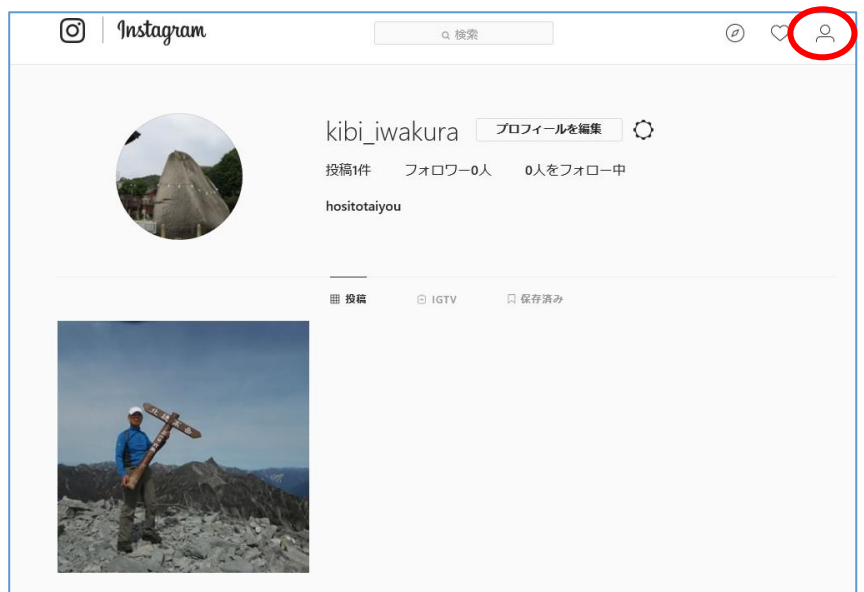 Instagram
検索
kibi_iwakura プロフィールを編集
投稿1件 フォロワー0人 0人をフォロー中
hositotaiyou
投稿 IGTV 保存済み